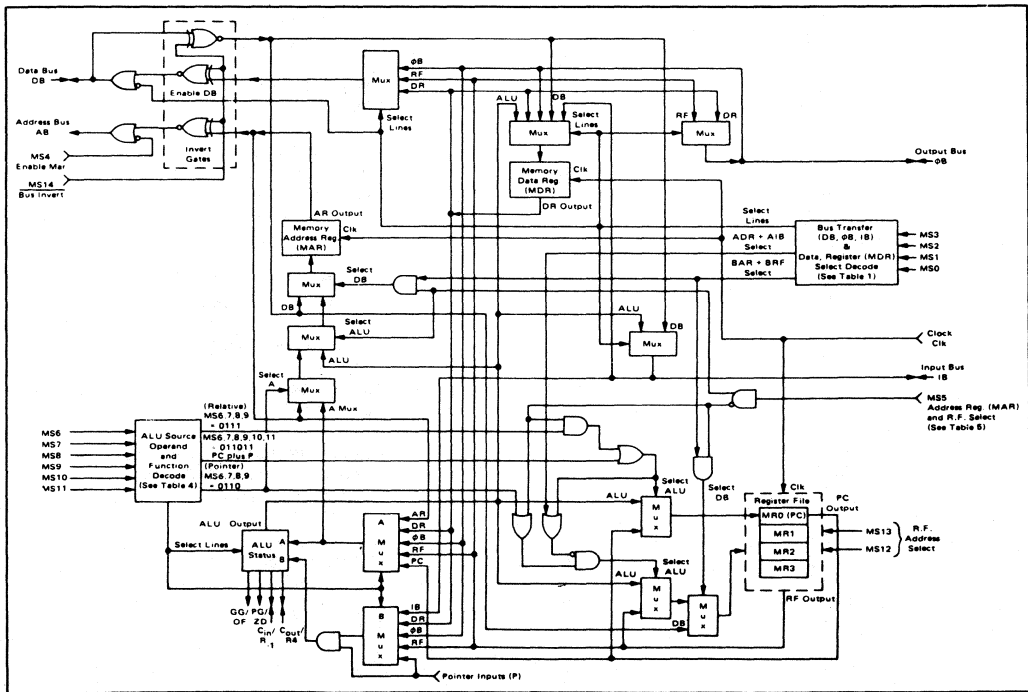 Data Bus
DB
Address Bus
AB
MS4
Enable Mar
MS14
Bus Invert
Enable DB
Invert
Gates
Mux
ϕB
RF
DR
Select
Lines
ALU
DB
Select
Lines
Mux
RF
DR
Mux
Output Bus
ϕB
Memory
Data Reg
(MDR)
Clk
DR Output
AR Output
Memory
Address Reg.
(MAR)
Clk
Select
Lines
ADR + AIB
Select
BAR + BRF
Select
Bus Transfer
(DB, ϕB, IB)
&
Data, Register (MDR)
Select Decode
(See Table 1)
MS3
MS2
MS1
MS0
Mux
Select
DB
DB
Mux
Select
ALU
ALU
ALU
DB
Mux
Clock
Clk
Input Bus
IB
Select
A
Mux
A Mux
MS5
Address Reg. (MAR)
and R.F. Select
(See Table 6)
MS6
MS7
MS8
MS9
MS10
MS11
ALU Source
Operand
and
Function
Decode
(See Table 4)
(Relative)
MS6,7,8,9
= 0111
MS6,7,8,9,10,11
- 011011
PC plus P
(Pointer)
MS6,7,8,9
= 0110
Select
DB
Select
ALU
ALU
Mux
Clk
Register File
MR0 (PC)
MR1
MR2
MR3
PC
Output
MS13
MS12
R.F.
Address
Select
RF Output
ALU Output
Select Lines
A
ALU
Status
B
GG/
OF
PG/
ZD
Cin/
R-1
Cout/
R4
A
Mux
AR
DR
ϕB
RF
PC
B
Mux
IB
DR
ϕB
RF
Select
ALU
ALU
Mux
DB
Mux
Pointer Inputs (P)